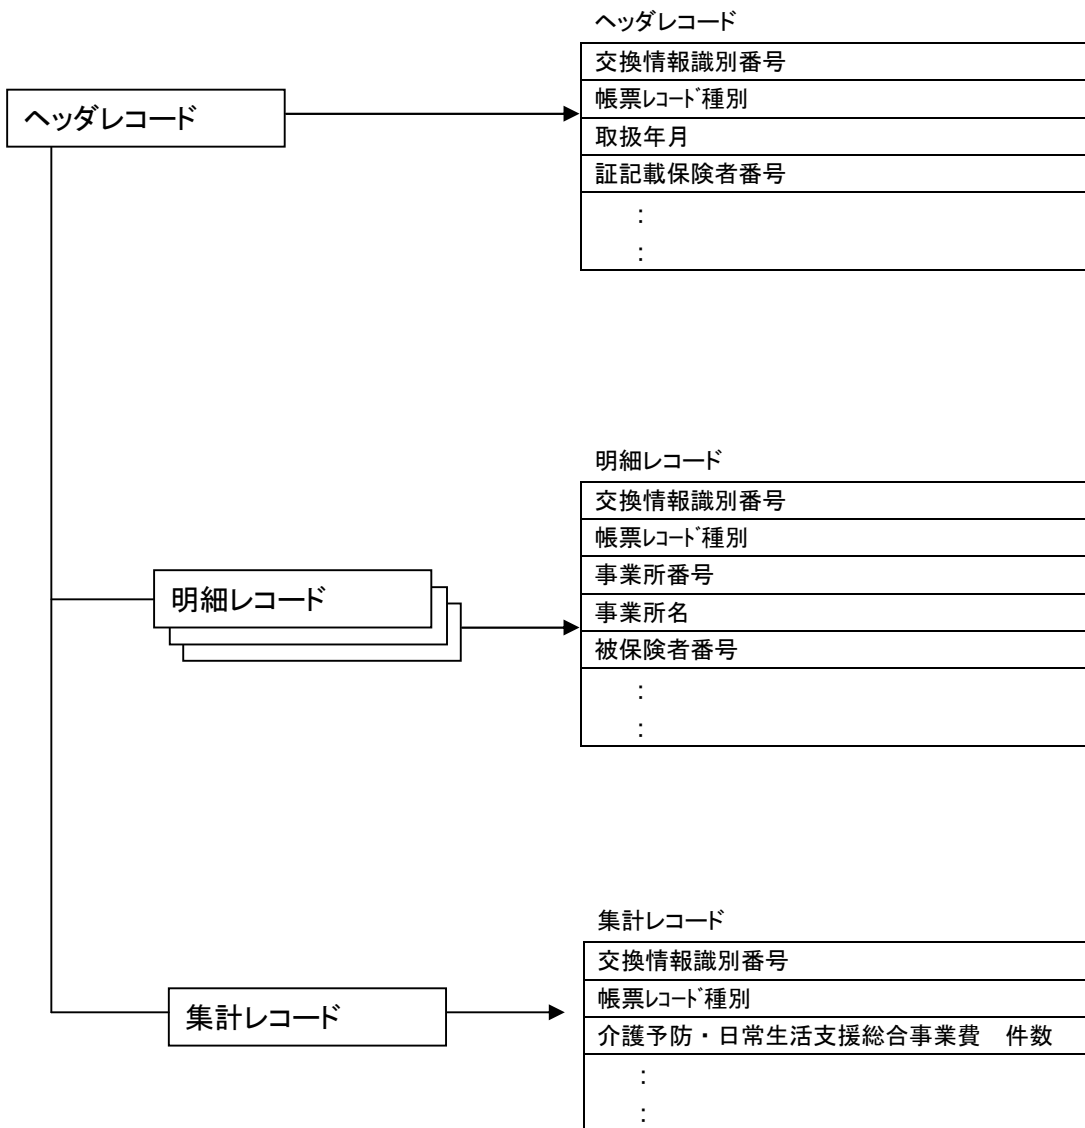 ヘッダレコード
ヘッダレコード
交換情報識別番号
帳票ﾚｺｰﾄﾞ種別
取扱年月
証記載保険者番号
:
:
明細レコード
明細レコード
交換情報識別番号
帳票ﾚｺｰﾄﾞ種別
事業所番号
事業所名
被保険者番号
:
:
集計レコード
集計レコード
交換情報識別番号
帳票ﾚｺｰﾄﾞ種別
介護予防・日常生活支援総合事業費　件数
:
: